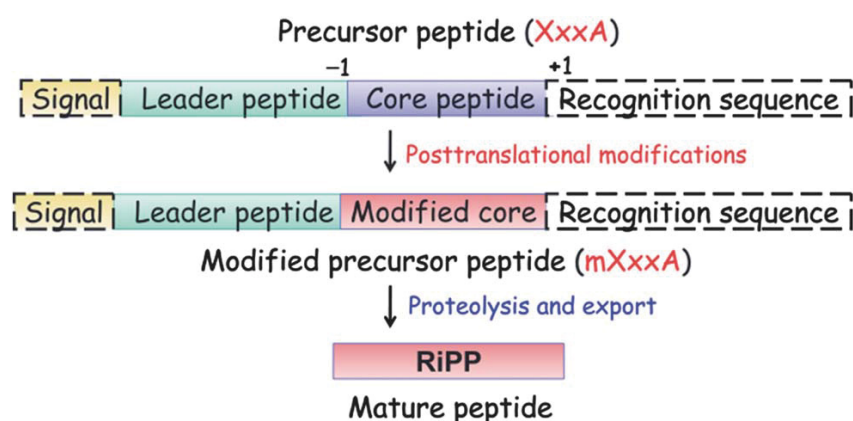 Precursor peptide (XxxA)
–1 +1
Signal Leader peptide Core peptide Recognition sequence
Posttranslational modifications
Signal Leader peptide Modified core Recognition sequence
Modified precursor peptide (mXxxA)
Proteolysis and export
RiPP
Mature peptide